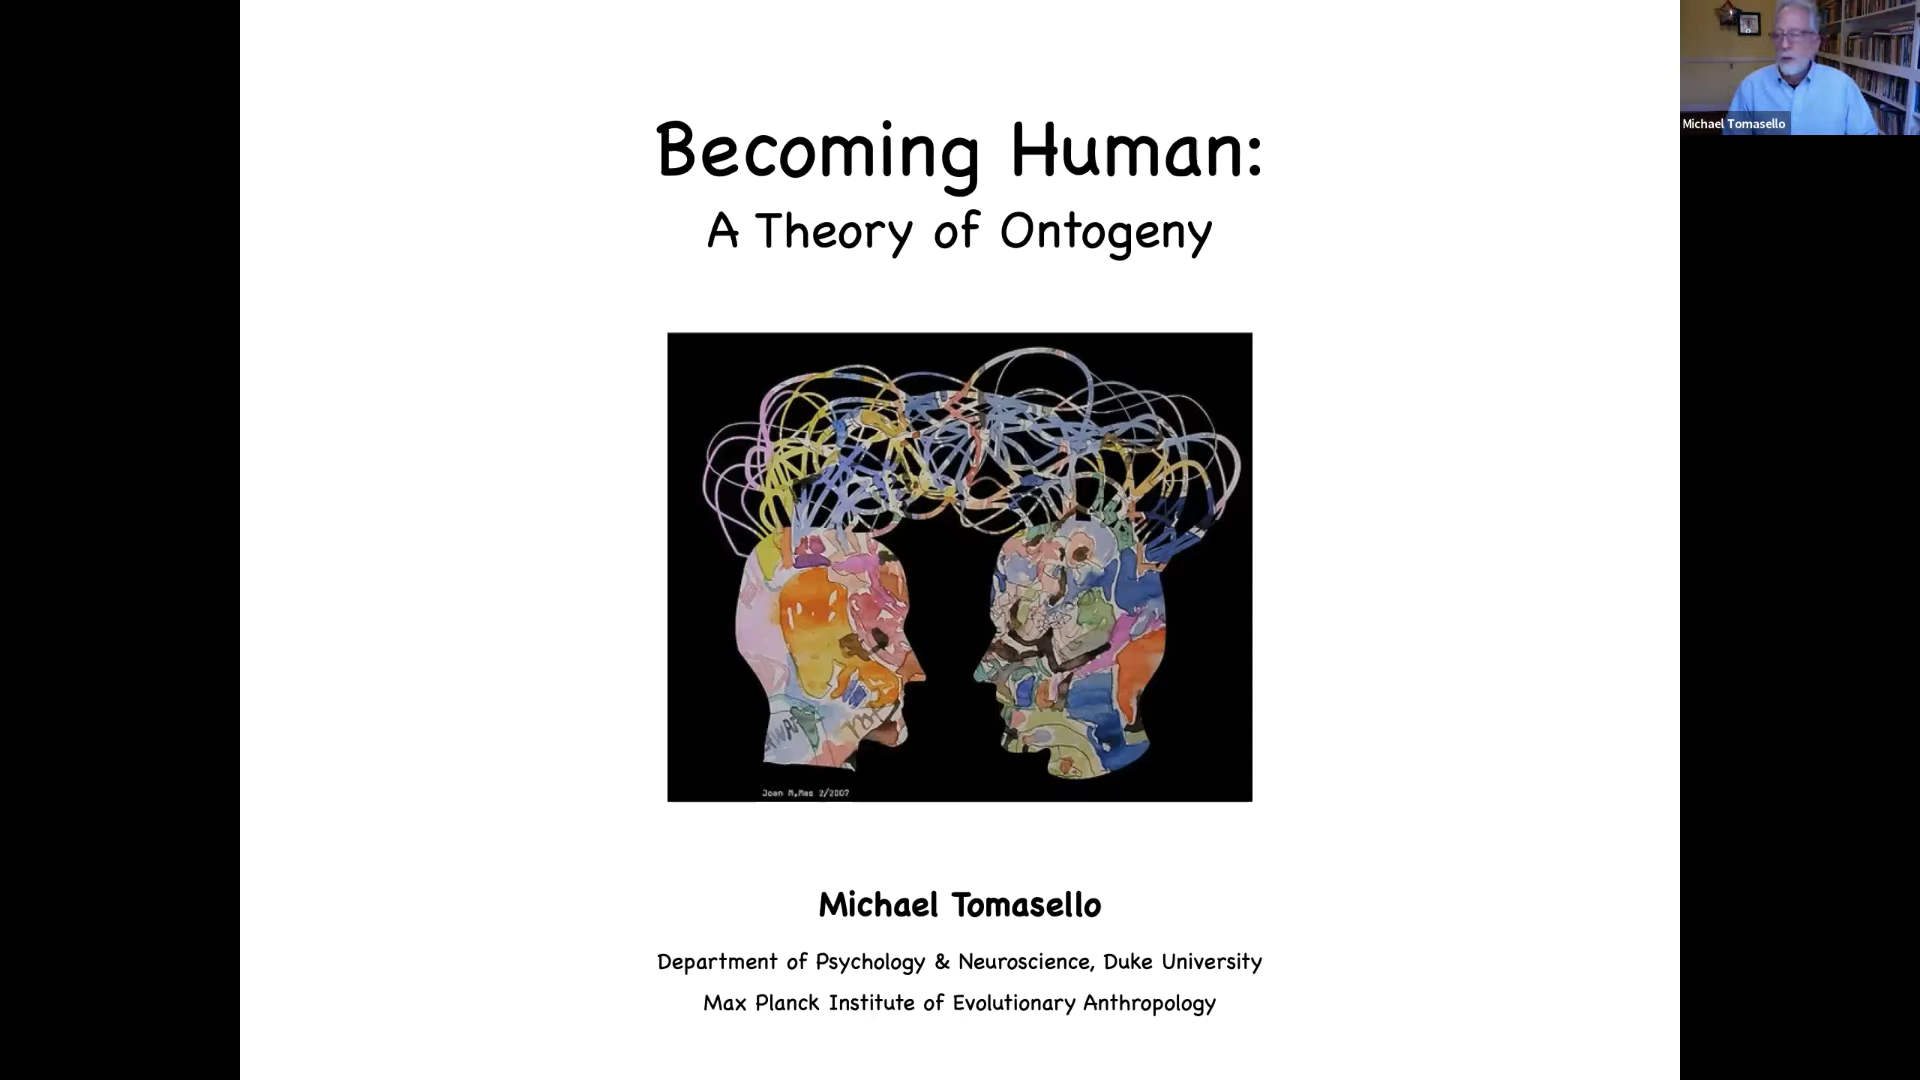 Becoming Human:
A Theory of Ontogeny
Joan M.Mas 2/2007
Michael Tomasello
Department of Psychology & Neuroscience, Duke University
Max Planck Institute of Evolutionary Anthropology
Michael Tomasello